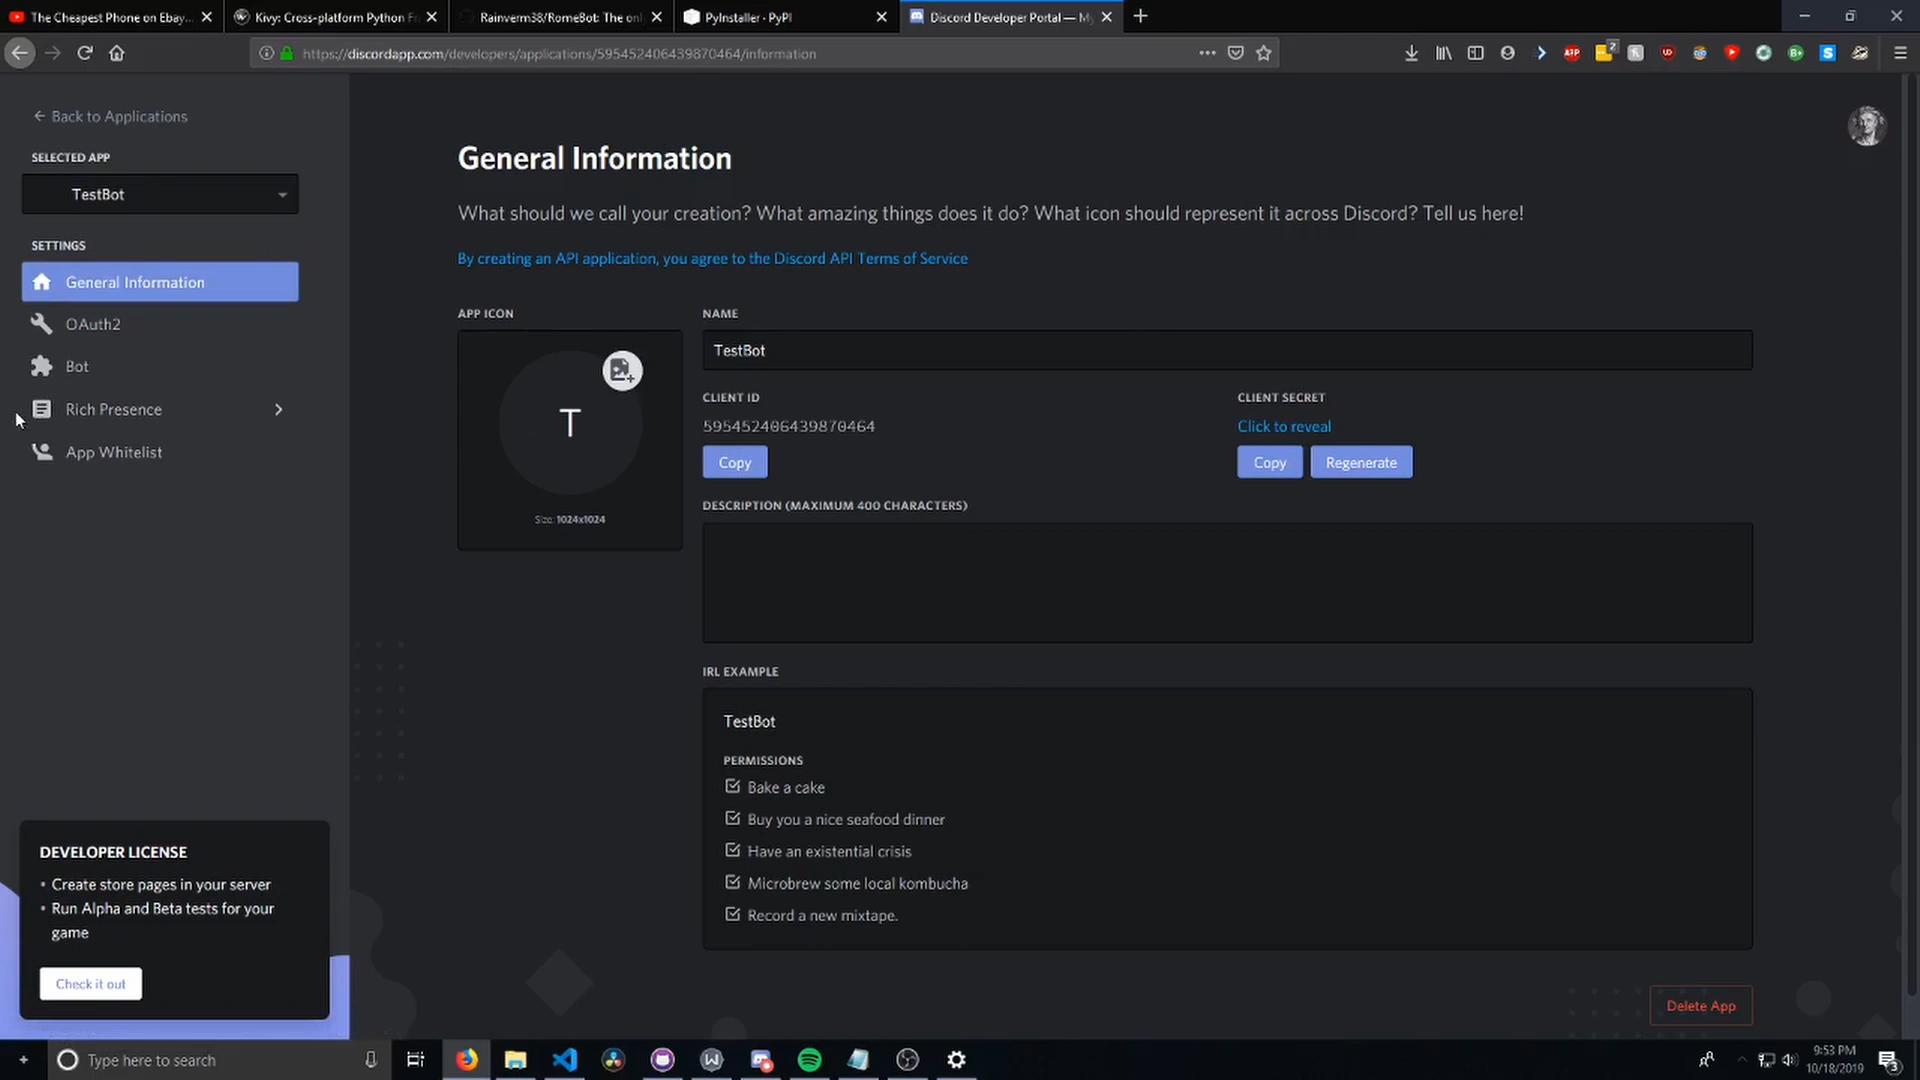 The Cheapest Phone on Ebay...
Kivy: Cross-platform Python Fr
Rainverm38/RomeBot: The onl
PyInstaller · PyPI
Discord Developer Portal — My
https://discordapp.com/developers/applications/595452406439870464/information
← Back to Applications
SELECTED APP
TestBot
SETTINGS
General Information
OAuth2
Bot
Rich Presence
App Whitelist
DEVELOPER LICENSE
• Create store pages in your server
• Run Alpha and Beta tests for your
game
Check it out
General Information
What should we call your creation? What amazing things does it do? What icon should represent it across Discord? Tell us here!
By creating an API application, you agree to the Discord API Terms of Service
APP ICON
T
Size: 1024x1024
NAME
TestBot
CLIENT ID
595452406439870464
Copy
CLIENT SECRET
Click to reveal
Copy Regenerate
DESCRIPTION (MAXIMUM 400 CHARACTERS)
IRL EXAMPLE
TestBot
PERMISSIONS
Bake a cake
Buy you a nice seafood dinner
Have an existential crisis
Microbrew some local kombucha
Record a new mixtape.
Delete App
Type here to search
9:53 PM
10/18/2019